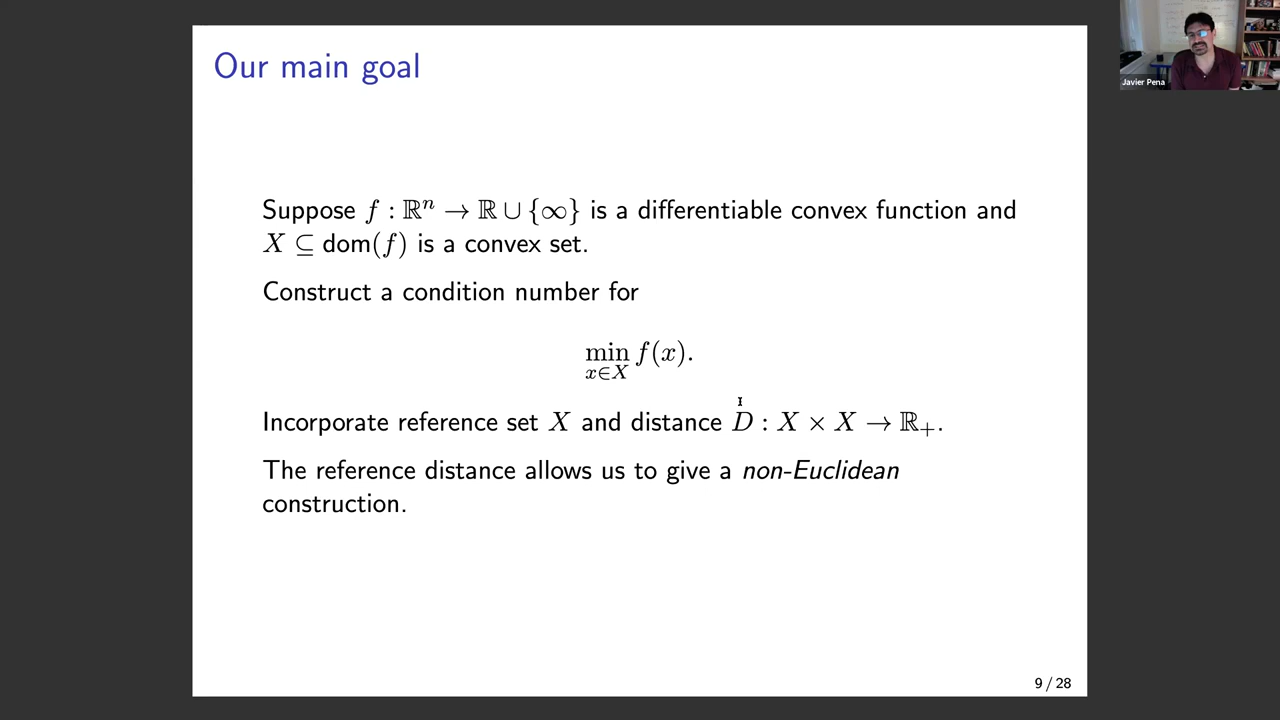 Our main goal
Suppose f : ℝⁿ → ℝ ∪ {∞} is a differentiable convex function and
X ⊆ dom(f) is a convex set.
Construct a condition number for
min f(x).
x∈X
Incorporate reference set X and distance D : X × X → ℝ₊.
The reference distance allows us to give a non-Euclidean
construction.
9 / 28
Javier Pena